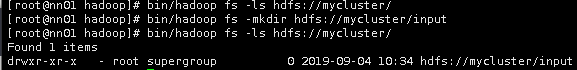 [root@nn01 hadoop]# bin/hadoop fs -ls hdfs://mycluster/
[root@nn01 hadoop]# bin/hadoop fs -mkdir hdfs://mycluster/input
[root@nn01 hadoop]# bin/hadoop fs -ls hdfs://mycluster/
Found 1 items
drwxr-xr-x   - root supergroup          0 2019-09-04 10:34 hdfs://mycluster/input